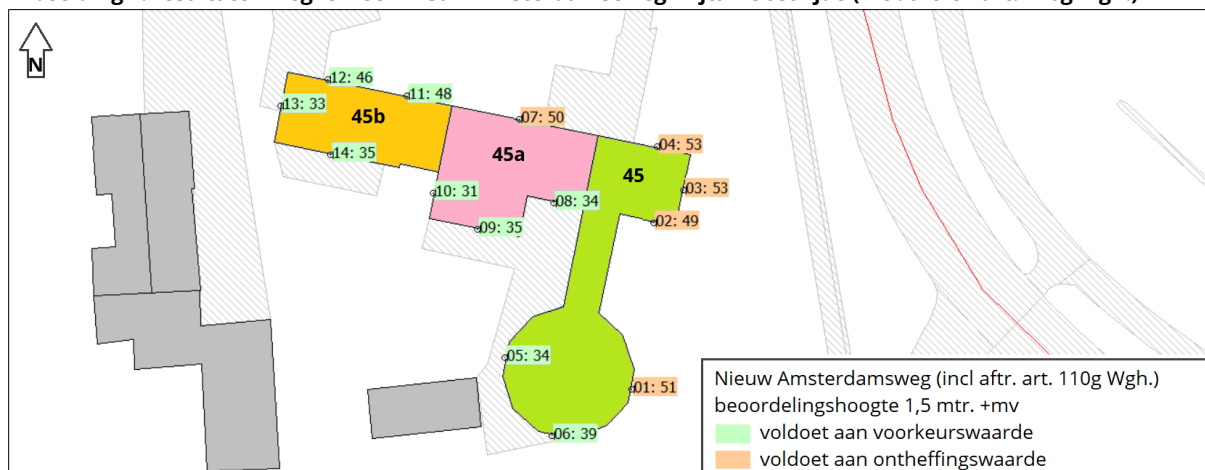 N
12: 46
11: 48
13: 33
45b
14: 35
07: 50
45a
04: 53
45
03: 53
10: 31
08: 34
02: 49
09: 35
05: 34
01: 51
06: 39
Nieuw Amsterdamsweg (incl aftr. art. 110g Wgh.)
beoordelingshoogte 1,5 mtr. +mv
voldoet aan voorkeurswaarde
voldoet aan ontheffingswaarde